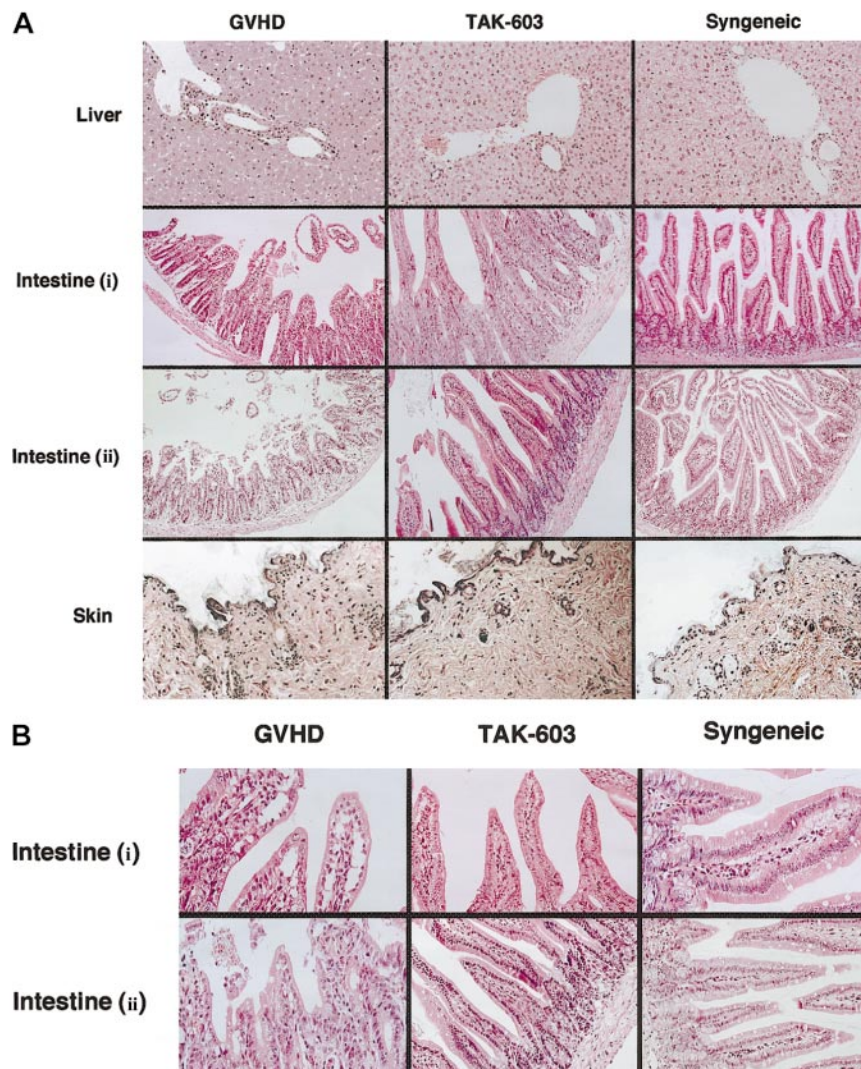 A
GVHD TAK-603 Syngeneic
Liver
Intestine (i)
Intestine (ii)
Skin
B
GVHD TAK-603 Syngeneic
Intestine (i)
Intestine (ii)